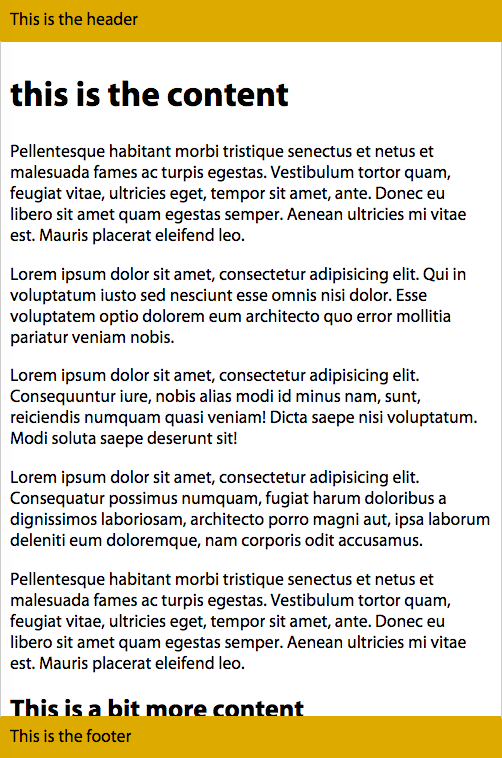 This is the header
this is the content
Pellentesque habitant morbi tristique senectus et netus et
malesuada fames ac turpis egestas. Vestibulum tortor quam,
feugiat vitae, ultricies eget, tempor sit amet, ante. Donec eu
libero sit amet quam egestas semper. Aenean ultricies mi vitae
est. Mauris placerat eleifend leo.
Lorem ipsum dolor sit amet, consectetur adipisicing elit. Qui in
voluptatum iusto sed nesciunt esse omnis nisi dolor. Esse
voluptatem optio dolorem eum architecto quo error mollitia
pariatur veniam nobis.
Lorem ipsum dolor sit amet, consectetur adipisicing elit.
Consequuntur iure, nobis alias modi id minus nam, sunt,
reiciendis numquam quasi veniam! Dicta saepe nisi voluptatum.
Modi soluta saepe deserunt sit!
Lorem ipsum dolor sit amet, consectetur adipisicing elit.
Consequatur possimus numquam, fugiat harum doloribus a
dignissimos laboriosam, architecto porro magni aut, ipsa laborum
deleniti eum doloremque, nam corporis odit accusamus.
Pellentesque habitant morbi tristique senectus et netus et
malesuada fames ac turpis egestas. Vestibulum tortor quam,
feugiat vitae, ultricies eget, tempor sit amet, ante. Donec eu
libero sit amet quam egestas semper. Aenean ultricies mi vitae
est. Mauris placerat eleifend leo.
This is a bit more content
This is the footer